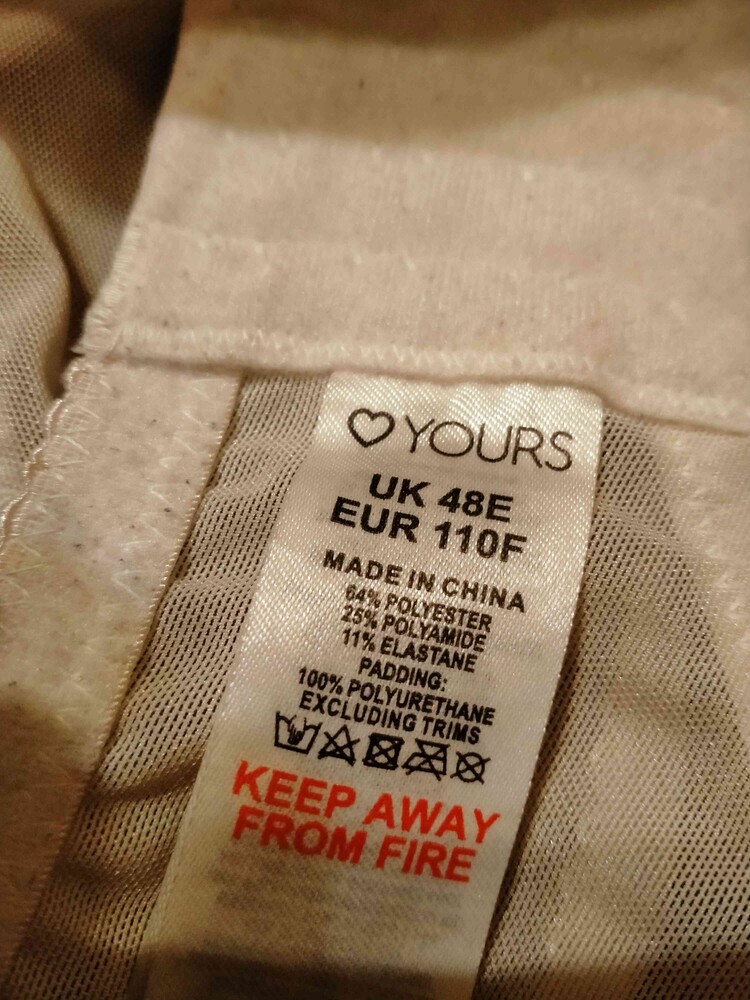 YOURS
UK 48E
EUR 110F
MADE IN CHINA
64% POLYESTER
25% POLYAMIDE
11% ELASTANE
PADDING:
100% POLYURETHANE
EXCLUDING TRIMS
KEEP AWAY
FROM FIRE